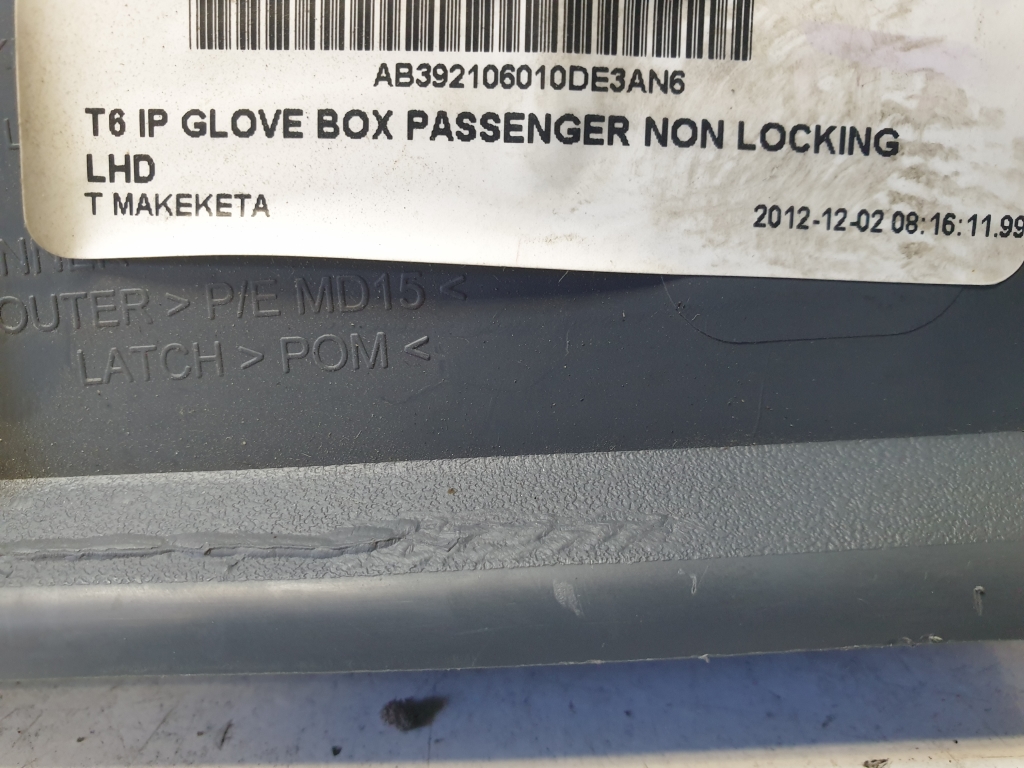 AB392106010DE3AN6
T6 IP GLOVE BOX PASSENGER NON LOCKING
LHD
T MAKEKETA
2012-12-02 08:16:11.99
OUTER > P/E MD15 <
LATCH > POM <